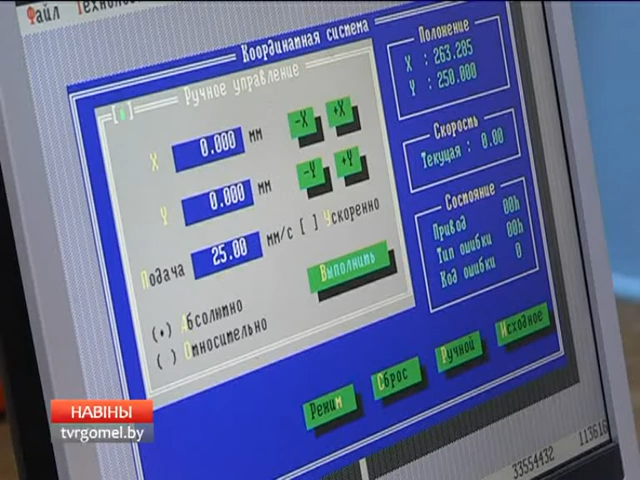 Файл
Координатная система
Ручное управление
X 0.000 мм
-X +X
Y 0.000 мм
-Y +Y
Подача 25.00 мм/с [ ] Ускоренно
Выполнить
(•) Абсолютно
( ) Относительно
Положение
X : 263.285
Y : 250.000
Скорость
Текущая : 0.00
Состояние
Привод 00h
Тип ошибки 00h
Код ошибки 0
Режим Сброс Ручной Исходное
33554432 113616
НАВІНЫ
tvrgomel.by